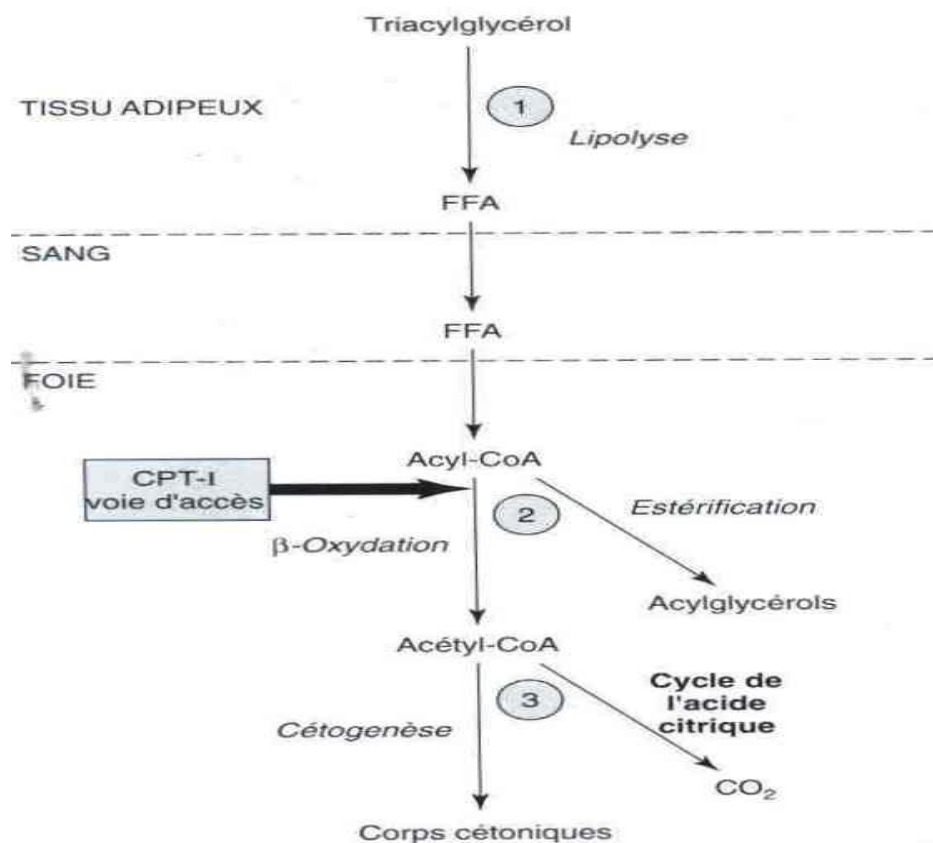 Triacylglycérol
TISSU ADIPEUX
1
Lipolyse
FFA
SANG
FFA
FOIE
Acyl-CoA
CPT-I
voie d'accès
2
Estérification
β-Oxydation
Acylglycérols
Acétyl-CoA
3
Cycle de
l'acide
citrique
Cétogenèse
CO₂
Corps cétoniques